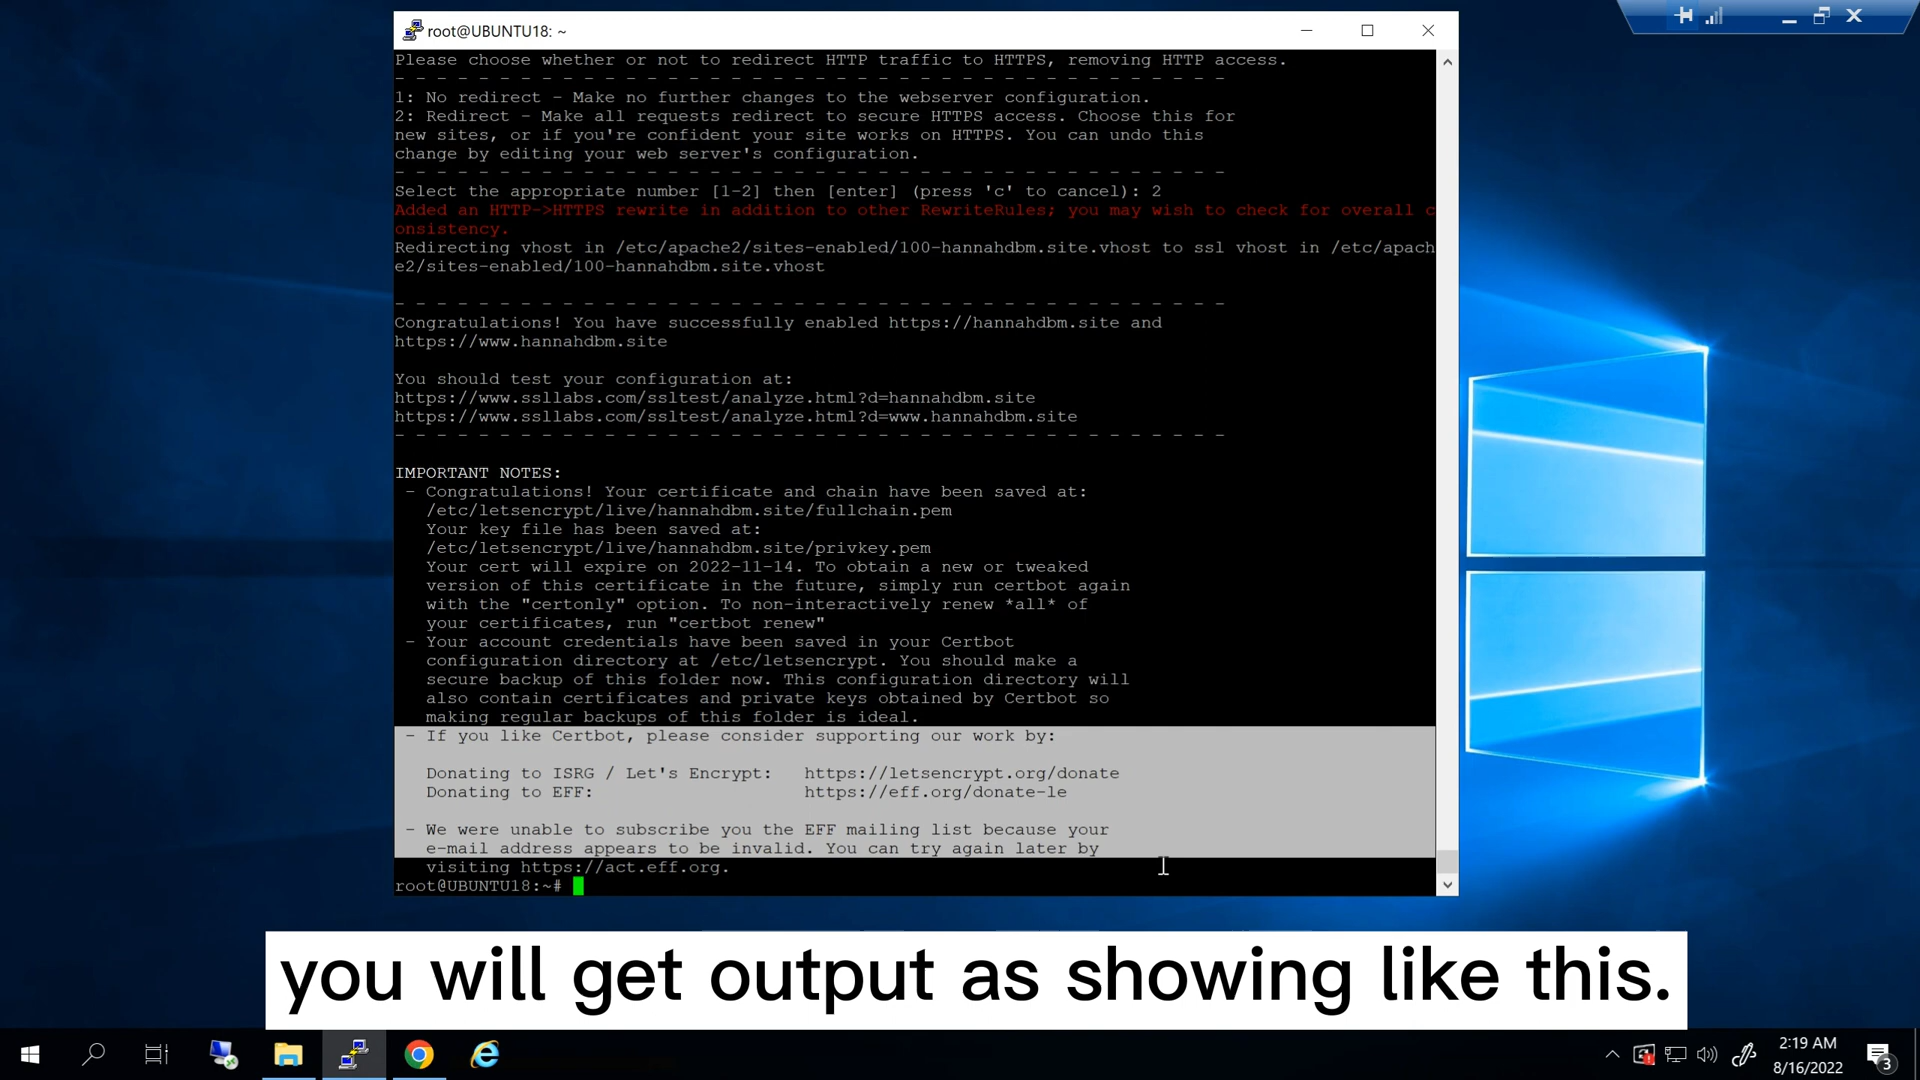 root@UBUNTU18: ~
Please choose whether or not to redirect HTTP traffic to HTTPS, removing HTTP access.
- - - - - - - - - - - - - - - - - - - - - - - - - - - - - - - - - - - - - - - -
1: No redirect - Make no further changes to the webserver configuration.
2: Redirect - Make all requests redirect to secure HTTPS access. Choose this for
new sites, or if you're confident your site works on HTTPS. You can undo this
change by editing your web server's configuration.
- - - - - - - - - - - - - - - - - - - - - - - - - - - - - - - - - - - - - - - -
Select the appropriate number [1-2] then [enter] (press 'c' to cancel): 2
Added an HTTP->HTTPS rewrite in addition to other RewriteRules; you may wish to check for overall c
onsistency.
Redirecting vhost in /etc/apache2/sites-enabled/100-hannahdbm.site.vhost to ssl vhost in /etc/apach
e2/sites-enabled/100-hannahdbm.site.vhost
- - - - - - - - - - - - - - - - - - - - - - - - - - - - - - - - - - - - - - - -
Congratulations! You have successfully enabled https://hannahdbm.site and
https://www.hannahdbm.site
You should test your configuration at:
https://www.ssllabs.com/ssltest/analyze.html?d=hannahdbm.site
https://www.ssllabs.com/ssltest/analyze.html?d=www.hannahdbm.site
- - - - - - - - - - - - - - - - - - - - - - - - - - - - - - - - - - - - - - - -
IMPORTANT NOTES:
- Congratulations! Your certificate and chain have been saved at:
/etc/letsencrypt/live/hannahdbm.site/fullchain.pem
Your key file has been saved at:
/etc/letsencrypt/live/hannahdbm.site/privkey.pem
Your cert will expire on 2022-11-14. To obtain a new or tweaked
version of this certificate in the future, simply run certbot again
with the "certonly" option. To non-interactively renew *all* of
your certificates, run "certbot renew"
- Your account credentials have been saved in your Certbot
configuration directory at /etc/letsencrypt. You should make a
secure backup of this folder now. This configuration directory will
also contain certificates and private keys obtained by Certbot so
making regular backups of this folder is ideal.
- If you like Certbot, please consider supporting our work by:
Donating to ISRG / Let's Encrypt: https://letsencrypt.org/donate
Donating to EFF: https://eff.org/donate-le
- We were unable to subscribe you the EFF mailing list because your
e-mail address appears to be invalid. You can try again later by
visiting https://act.eff.org.
root@UBUNTU18:~#
you will get output as showing like this.
2:19 AM
8/16/2022
3